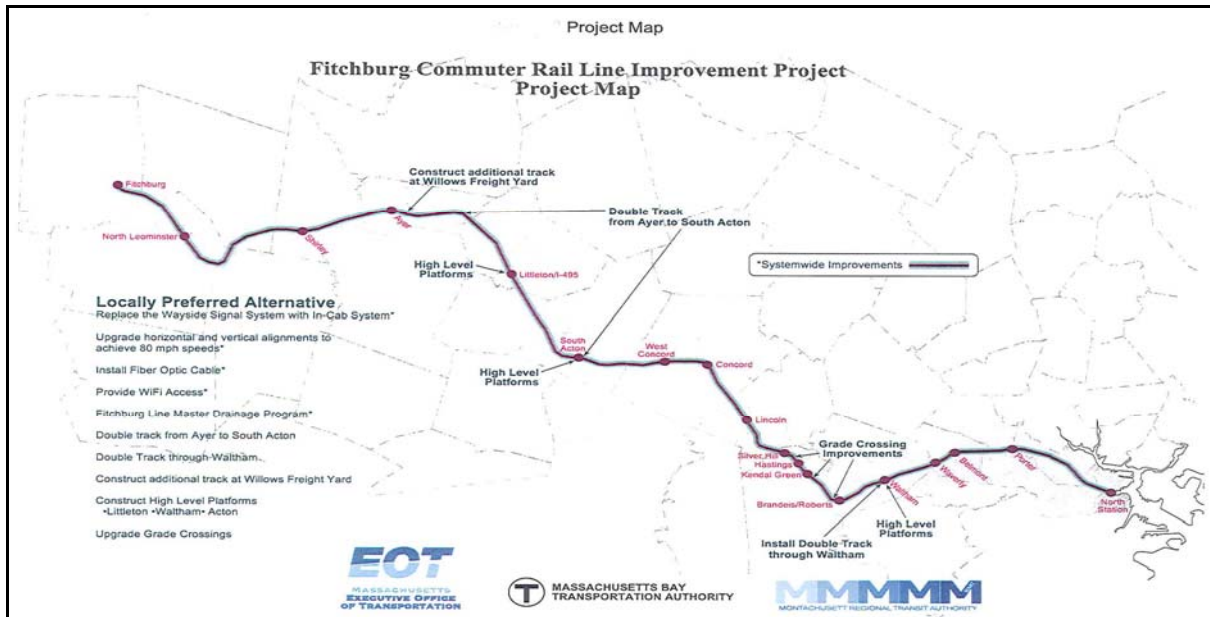 Project Map
Fitchburg Commuter Rail Line Improvement Project
Project Map
Fitchburg
North Leominster
Shirley
Ayer
Construct additional track
at Willows Freight Yard
Double Track
from Ayer to South Acton
High Level
Platforms
Littleton/I-495
*Systemwide Improvements
South
Acton
High Level
Platforms
West
Concord
Concord
Lincoln
Silver Hill
Hastings
Kendal Green
Grade Crossing
Improvements
Brandeis/Roberts
Waltham
Waverly
Belmont
Porter
North
Station
High Level
Platforms
Install Double Track
through Waltham
Locally Preferred Alternative
Replace the Wayside Signal System with In-Cab System*
Upgrade horizontal and vertical alignments to
achieve 80 mph speeds*
Install Fiber Optic Cable*
Provide WiFi Access*
Fitchburg Line Master Drainage Program*
Double track from Ayer to South Acton
Double Track through Waltham.
Construct additional track at Willows Freight Yard
Construct High Level Platforms
•Littleton •Waltham• Acton
Upgrade Grade Crossings
EOT
MASSACHUSETTS
EXECUTIVE OFFICE
OF TRANSPORTATION
T
MASSACHUSETTS BAY
TRANSPORTATION AUTHORITY
MMMMM
MONTACHUSETT REGIONAL TRANSIT AUTHORITY